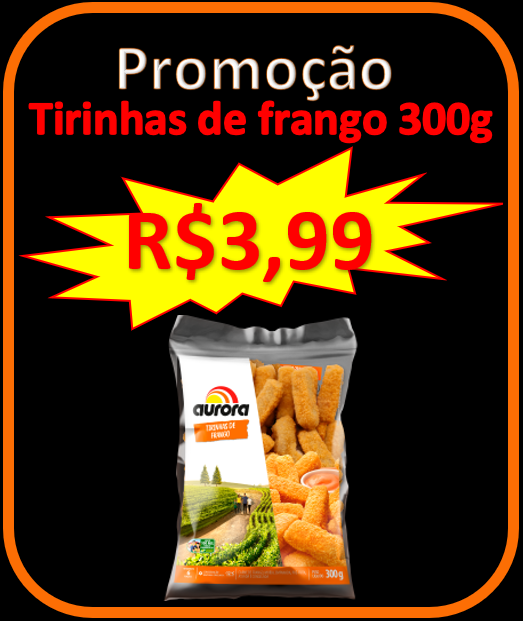 Promoção
Tirinhas de frango 300g
R$3,99
aurora
TIRINHAS DE
FRANGO
300g